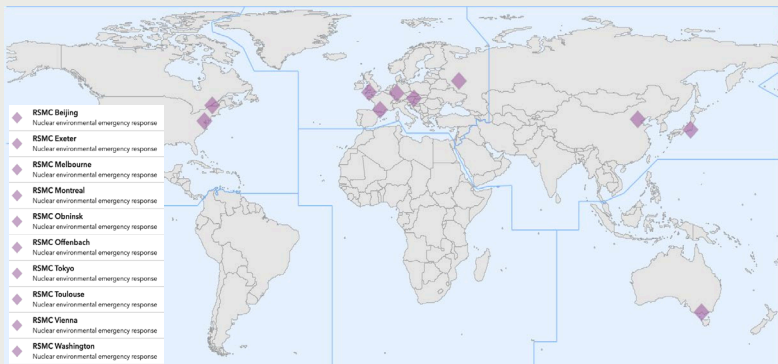 RSMC Beijing
Nuclear environmental emergency response
RSMC Exeter
Nuclear environmental emergency response
RSMC Melbourne
Nuclear environmental emergency response
RSMC Montreal
Nuclear environmental emergency response
RSMC Obninsk
Nuclear environmental emergency response
RSMC Offenbach
Nuclear environmental emergency response
RSMC Tokyo
Nuclear environmental emergency response
RSMC Toulouse
Nuclear environmental emergency response
RSMC Vienna
Nuclear environmental emergency response
RSMC Washington
Nuclear environmental emergency response